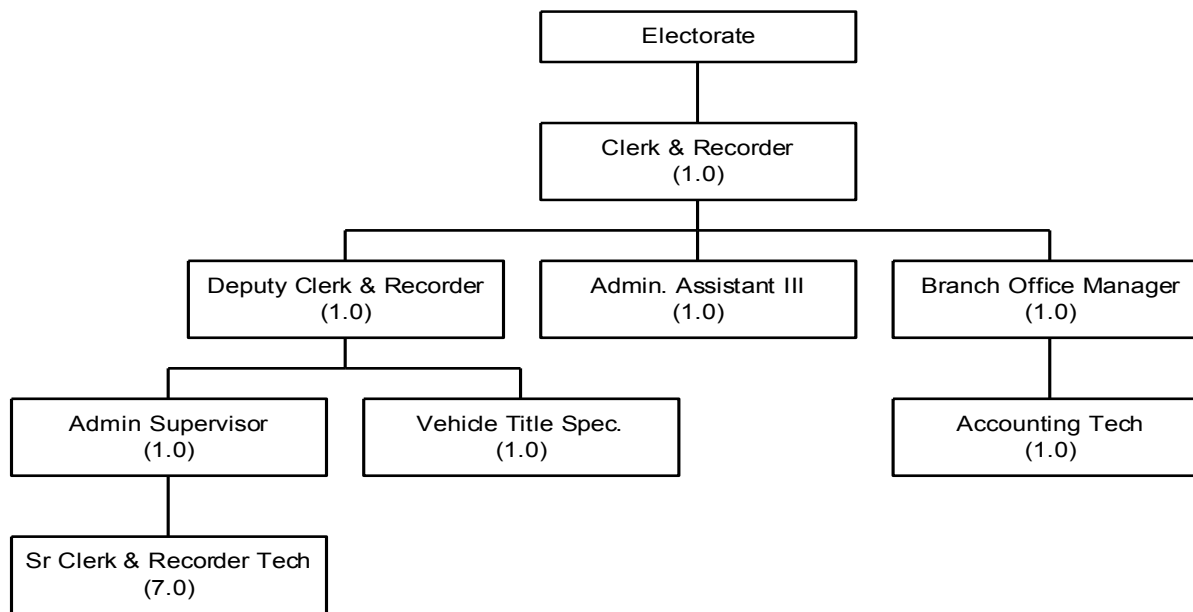 Electorate
Clerk & Recorder
(1.0)
Deputy Clerk & Recorder
(1.0)
Admin. Assistant III
(1.0)
Branch Office Manager
(1.0)
Admin Supervisor
(1.0)
Vehicle Title Spec.
(1.0)
Accounting Tech
(1.0)
Sr Clerk & Recorder Tech
(7.0)